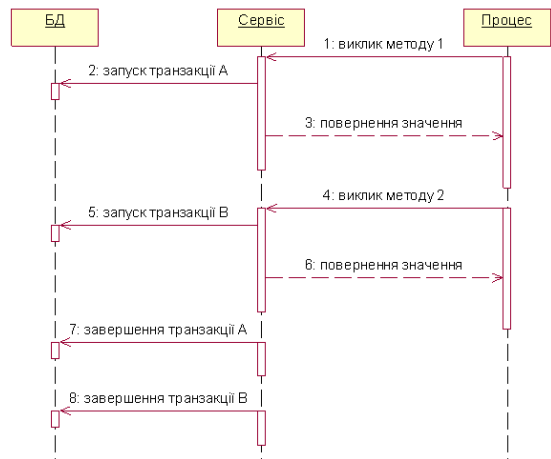 БД
Сервіс
Процес
1: виклик методу 1
2: запуск транзакції А
3: повернення значення
4: виклик методу 2
5: запуск транзакції В
6: повернення значення
7: завершення транзакції А
8: завершення транзакції В